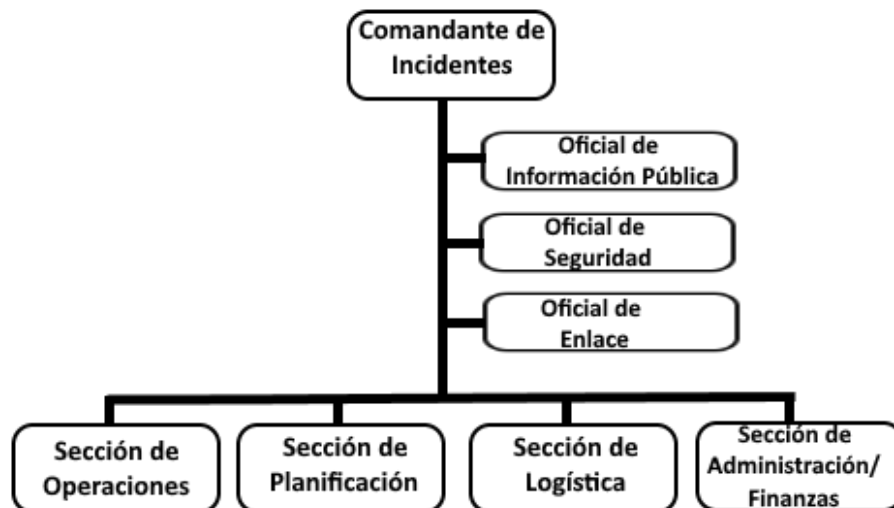 Comandante de
Incidentes
Oficial de
Información Pública
Oficial de
Seguridad
Oficial de
Enlace
Sección de
Operaciones
Sección de
Planificación
Sección de
Logística
Sección de
Administración/
Finanzas